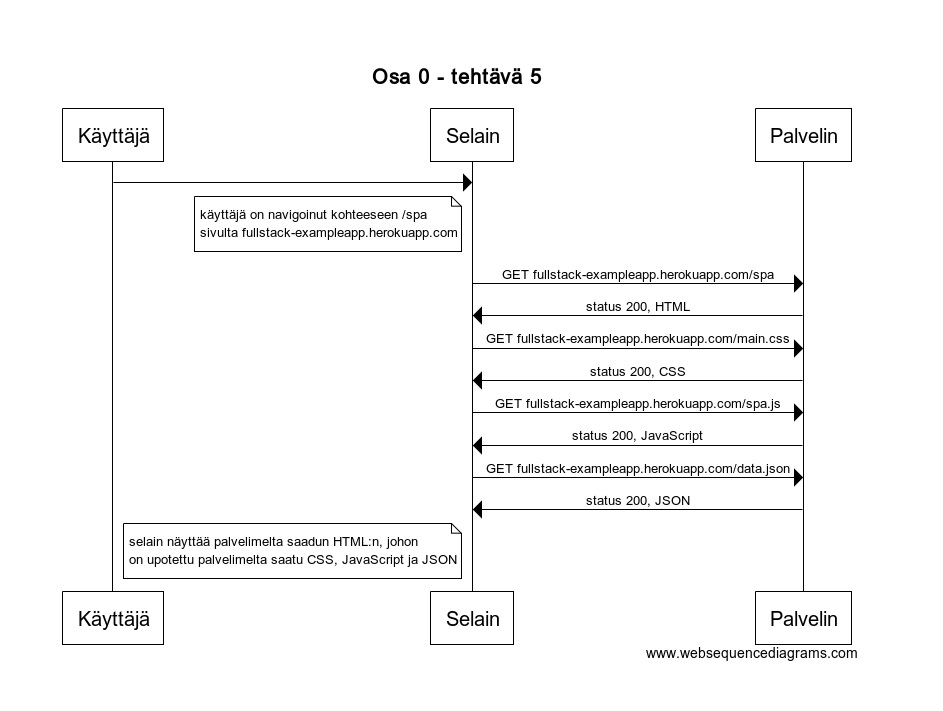 Osa 0 - tehtävä 5
Käyttäjä
Selain
Palvelin
käyttäjä on navigoinut kohteeseen /spa
sivulta fullstack-exampleapp.herokuapp.com
GET fullstack-exampleapp.herokuapp.com/spa
status 200, HTML
GET fullstack-exampleapp.herokuapp.com/main.css
status 200, CSS
GET fullstack-exampleapp.herokuapp.com/spa.js
status 200, JavaScript
GET fullstack-exampleapp.herokuapp.com/data.json
status 200, JSON
selain näyttää palvelimelta saadun HTML:n, johon
on upotettu palvelimelta saatu CSS, JavaScript ja JSON
Käyttäjä
Selain
Palvelin
www.websequencediagrams.com